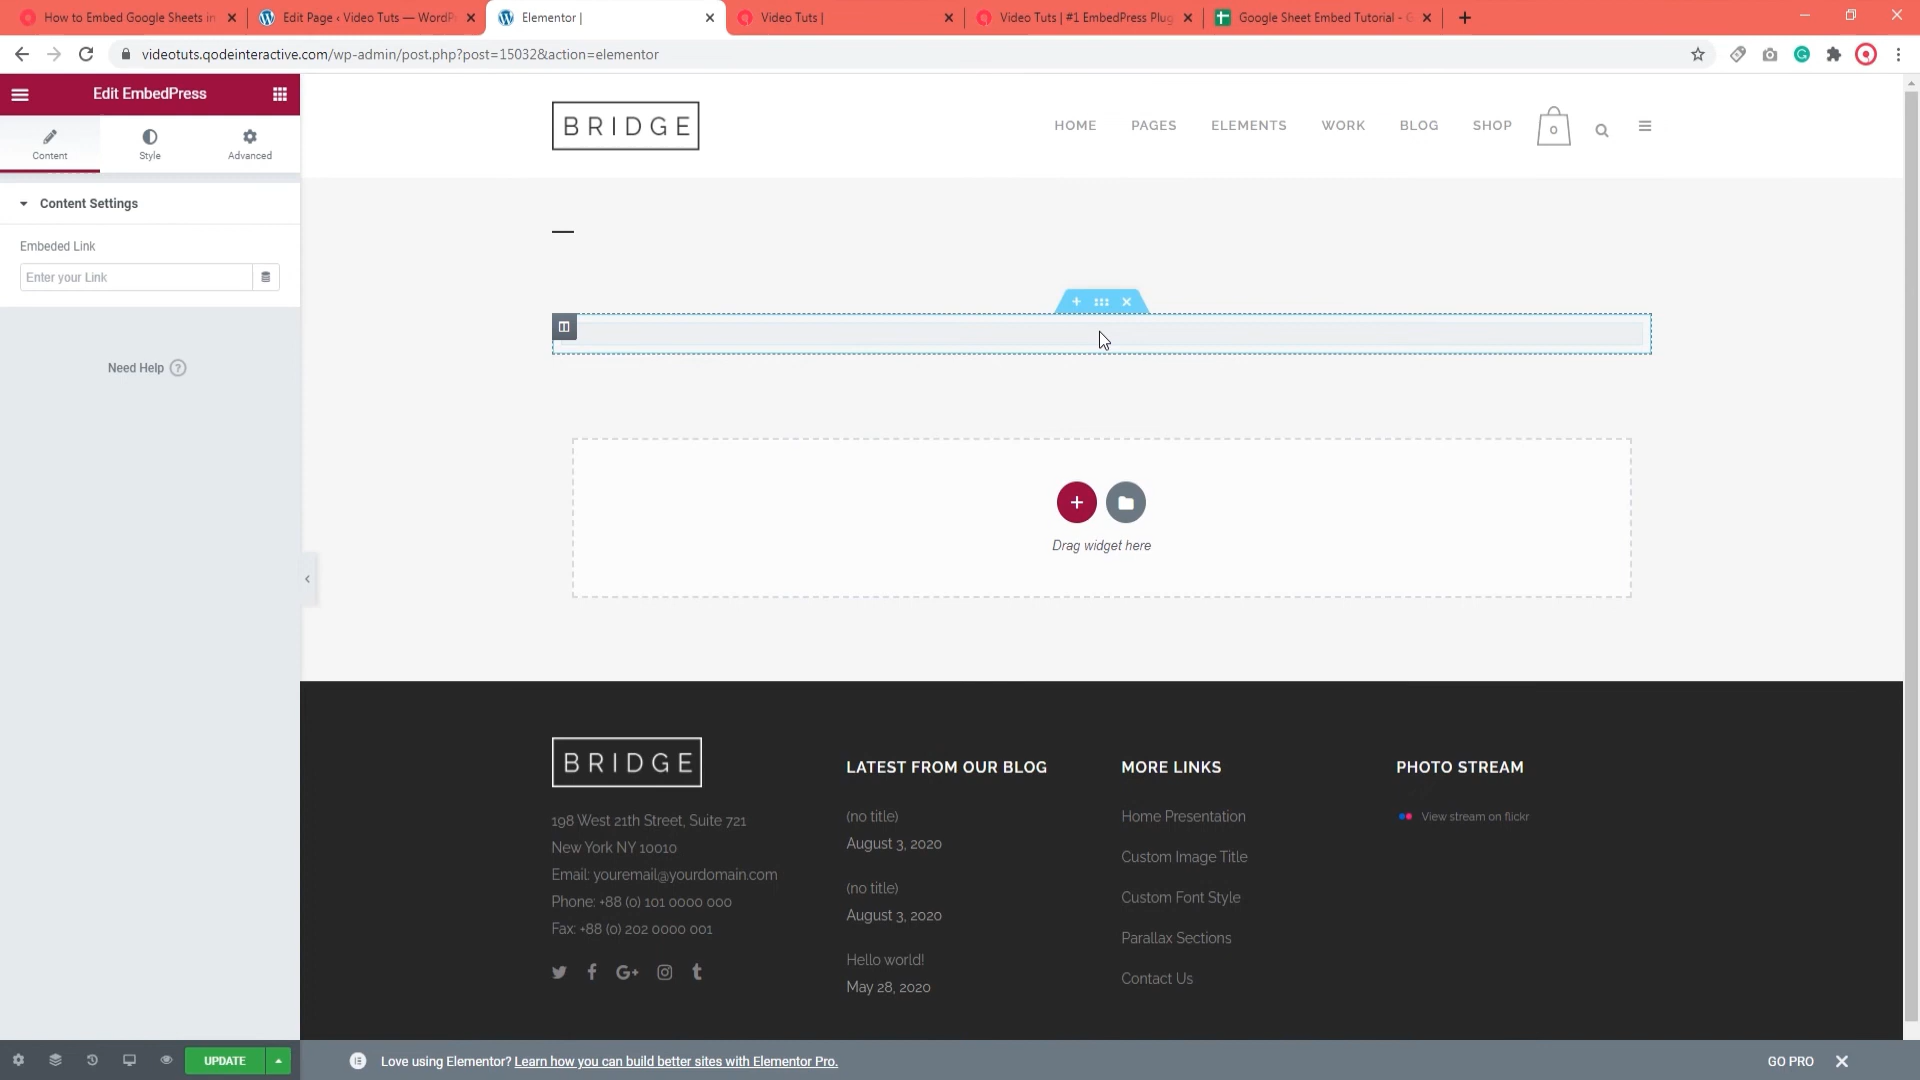 How to Embed Google Sheets in
Edit Page ‹ Video Tuts — WordP
Elementor |
Video Tuts |
Video Tuts | #1 EmbedPress Plug
Google Sheet Embed Tutorial - G
videotuts.qodeinteractive.com/wp-admin/post.php?post=15032&action=elementor
Edit EmbedPress
Content
Style
Advanced
Content Settings
Embeded Link
Enter your Link
Need Help ?
BRIDGE
HOME
PAGES
ELEMENTS
WORK
BLOG
SHOP
0
Drag widget here
BRIDGE
198 West 21th Street, Suite 721
New York NY 10010
Email: youremail@yourdomain.com
Phone: +88 (0) 101 0000 000
Fax: +88 (0) 202 0000 001
LATEST FROM OUR BLOG
(no title)
August 3, 2020
(no title)
August 3, 2020
Hello world!
May 28, 2020
MORE LINKS
Home Presentation
Custom Image Title
Custom Font Style
Parallax Sections
Contact Us
PHOTO STREAM
View stream on flickr
UPDATE
Love using Elementor? Learn how you can build better sites with Elementor Pro.
GO PRO